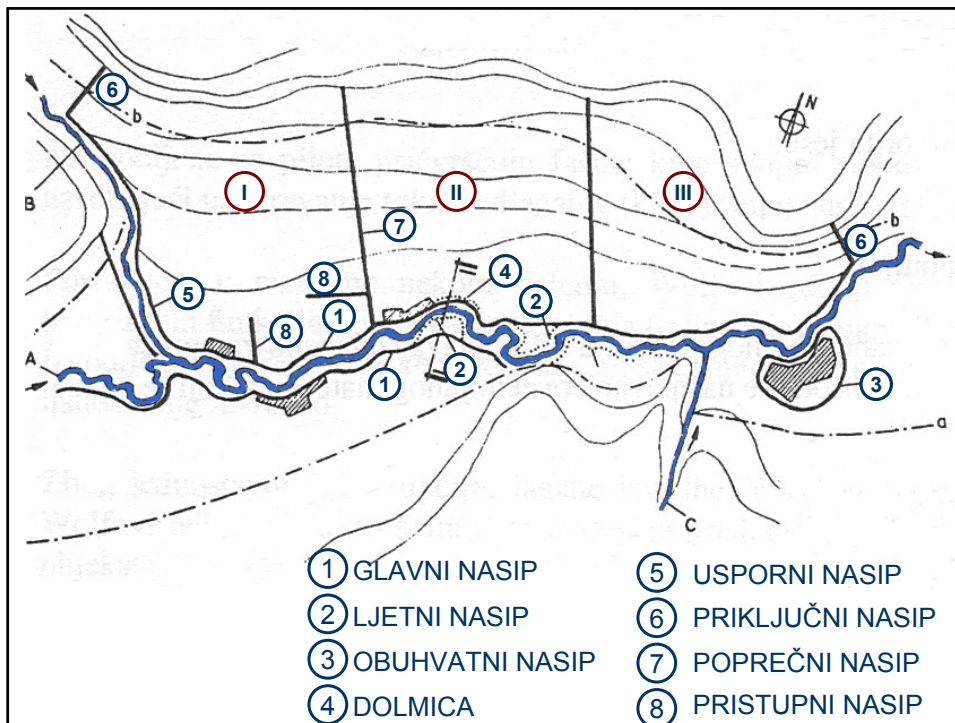 6
b
N
I
II
III
B
7
b
6
4
5
8
2
8
1
A
1
2
3
a
C
1 GLAVNI NASIP
2 LJETNI NASIP
3 OBUHVATNI NASIP
4 DOLMICA
5 USPORNI NASIP
6 PRIKLJUČNI NASIP
7 POPREČNI NASIP
8 PRISTUPNI NASIP